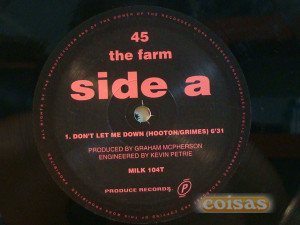 45
the farm
side a
1. DON'T LET ME DOWN (HOOTON/GRIMES) 6'31
PRODUCED BY GRAHAM MCPHERSON
ENGINEERED BY KEVIN PETRIE
MILK 104T
PRODUCE RECORDS.
P
coisas